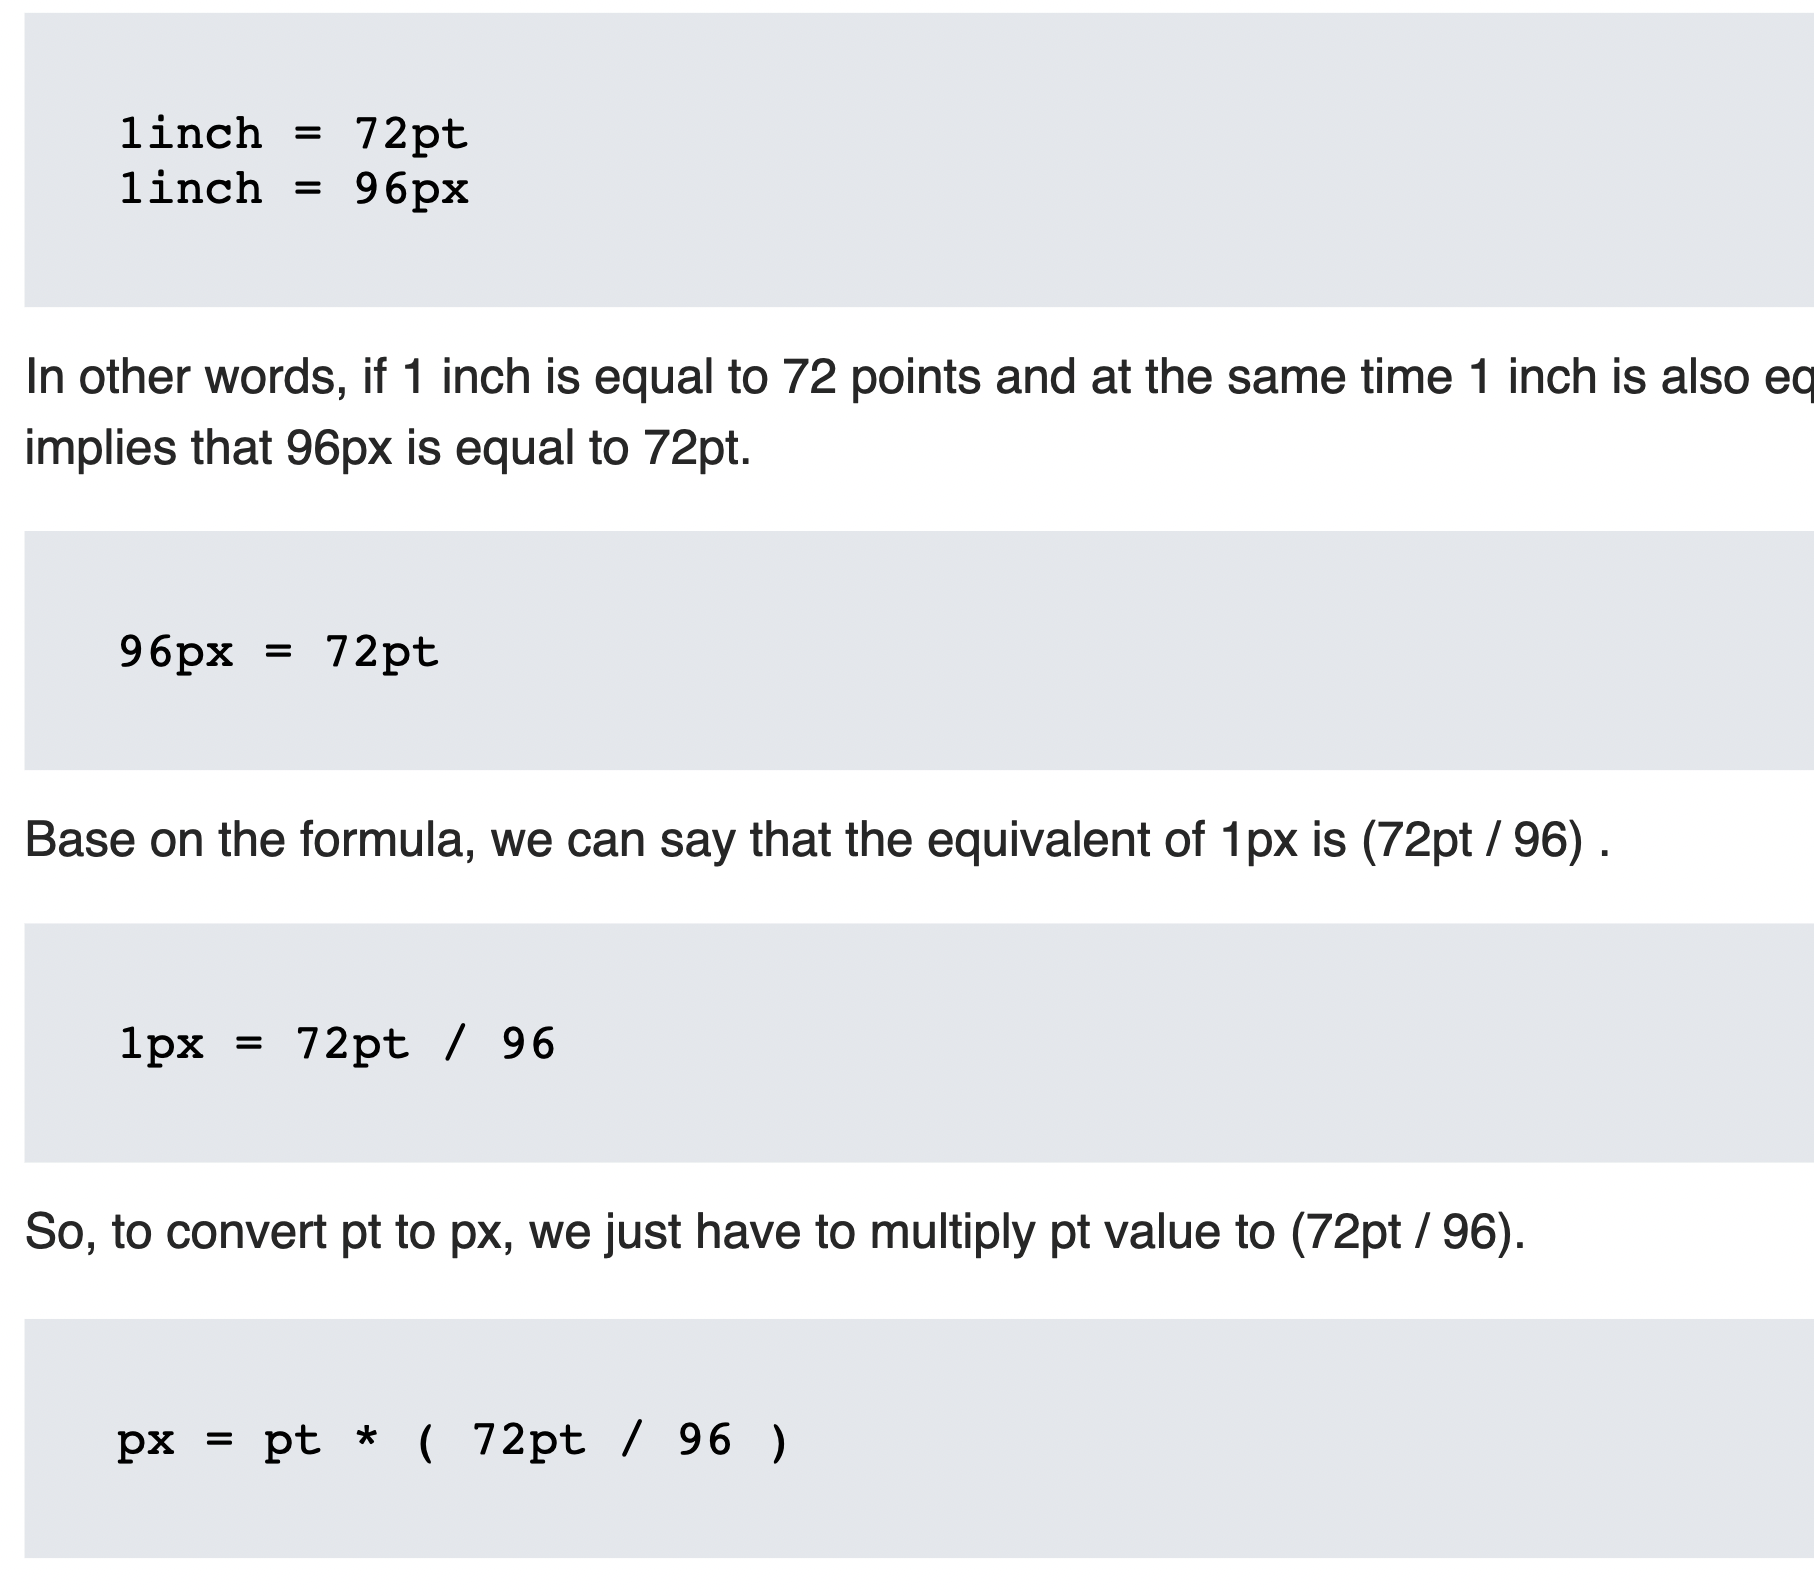 1inch = 72pt
1inch = 96px
In other words, if 1 inch is equal to 72 points and at the same time 1 inch is also eq
implies that 96px is equal to 72pt.
96px = 72pt
Base on the formula, we can say that the equivalent of 1px is (72pt / 96) .
1px = 72pt / 96
So, to convert pt to px, we just have to multiply pt value to (72pt / 96).
px = pt * ( 72pt / 96 )